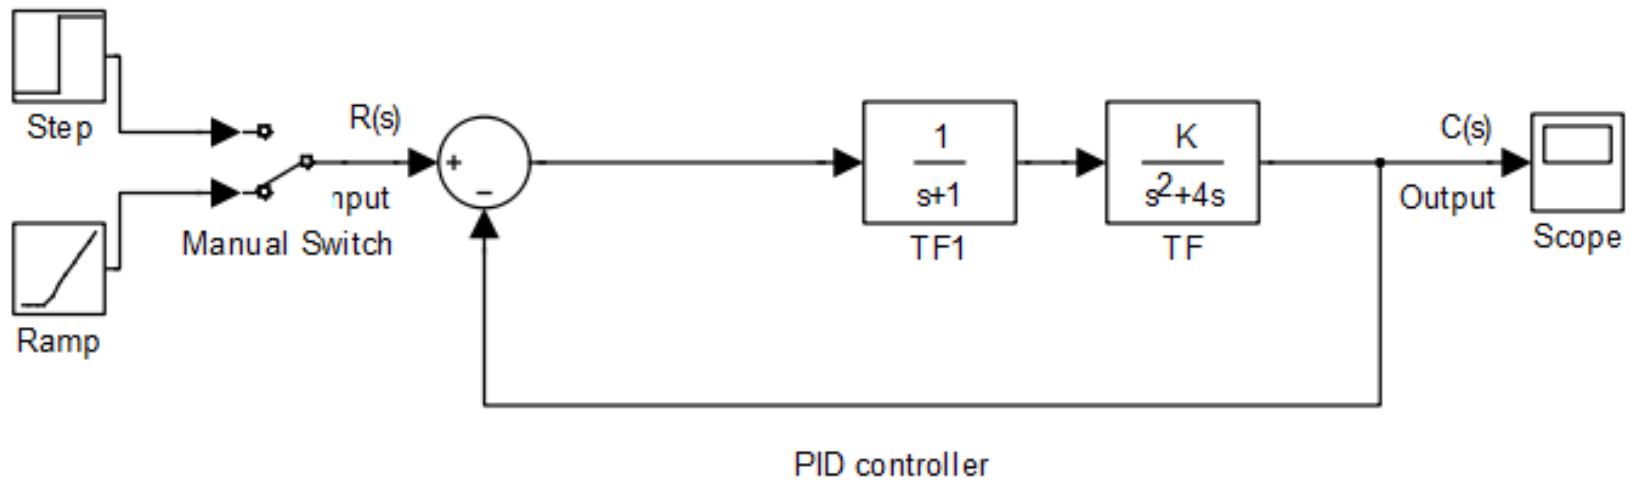 Step
R(s)
+
−
nput
Manual Switch
Ramp
1
s+1
TF1
K
s²+4s
TF
C(s)
Output
Scope
PID controller